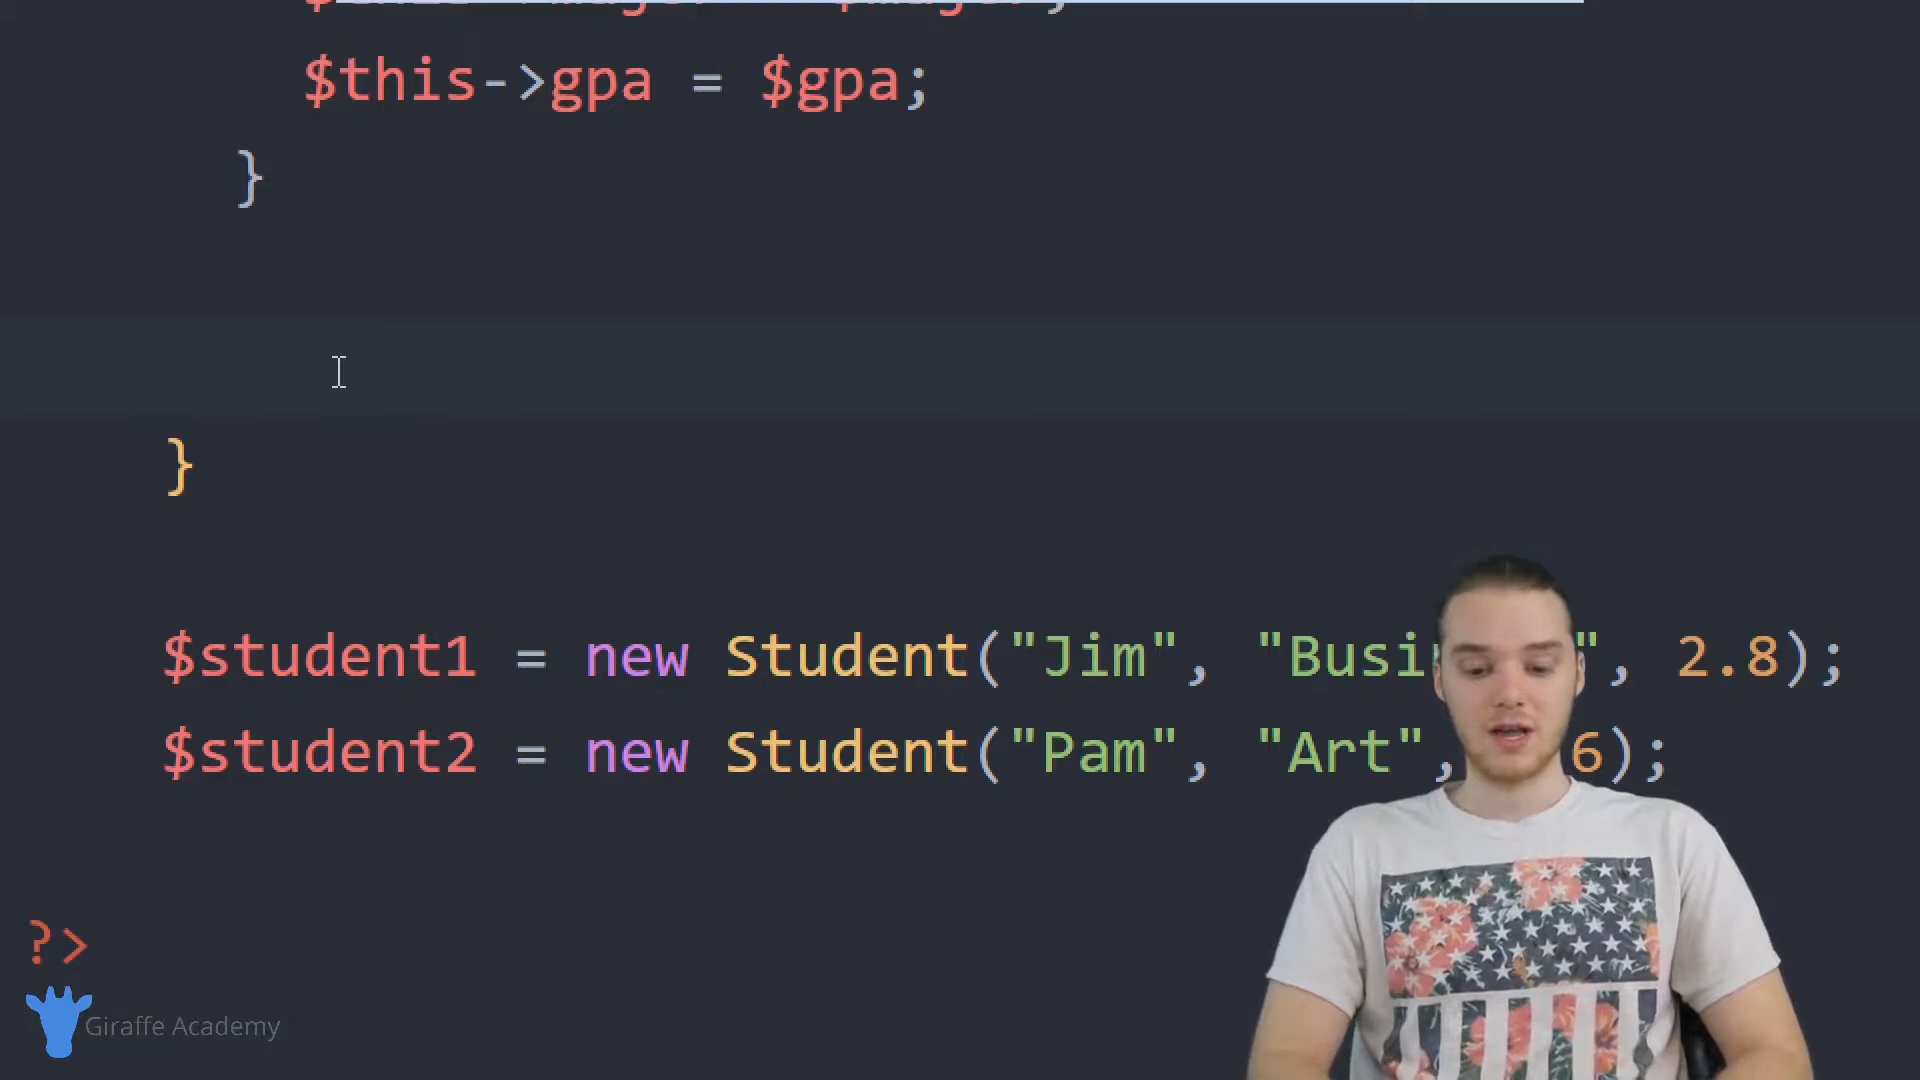 $this->gpa = $gpa;
}
}
$student1 = new Student("Jim", "Busi", 2.8);
$student2 = new Student("Pam", "Art", 6);
?>
Giraffe Academy